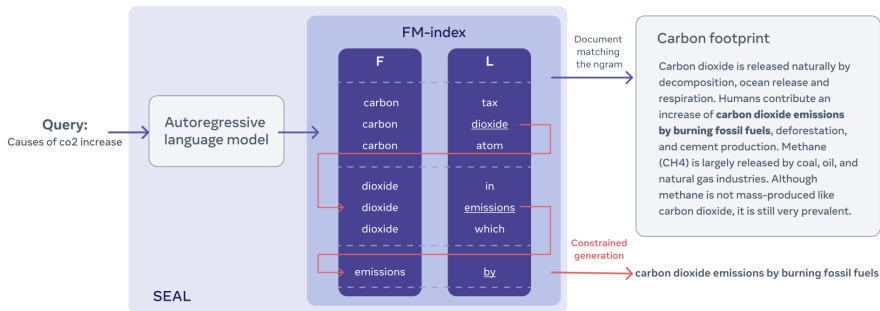 Query:
Causes of co2 increase
Autoregressive
language model
SEAL
FM-index
F
L
carbon tax
carbon dioxide
carbon atom
dioxide in
dioxide emissions
dioxide which
emissions by
Document
matching
the ngram
Carbon footprint
Carbon dioxide is released naturally by
decomposition, ocean release and
respiration. Humans contribute an
increase of carbon dioxide emissions
by burning fossil fuels, deforestation,
and cement production. Methane
(CH4) is largely released by coal, oil, and
natural gas industries. Although
methane is not mass-produced like
carbon dioxide, it is still very prevalent.
Constrained
generation
carbon dioxide emissions by burning fossil fuels